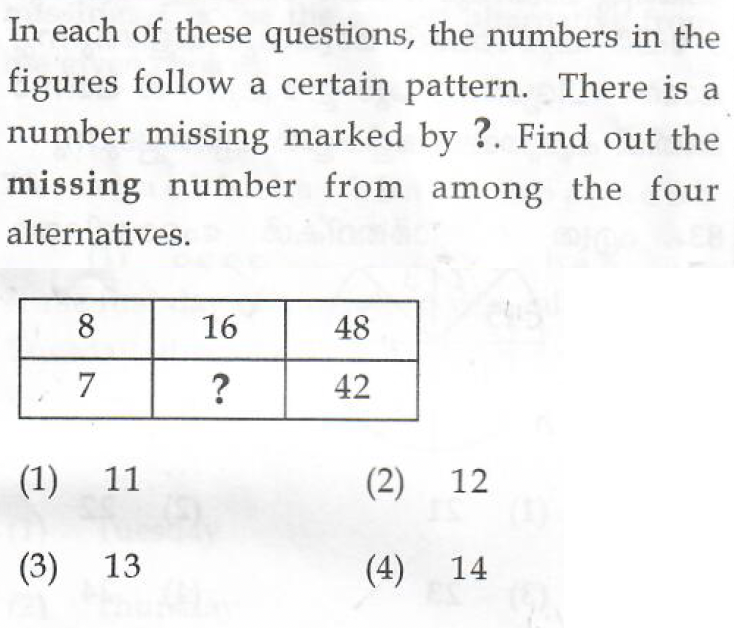 In each of these questions, the numbers in the
figures follow a certain pattern. There is a
number missing marked by ?. Find out the
missing number from among the four
alternatives.
8 16 48
7 ? 42
(1) 11 (2) 12
(3) 13 (4) 14